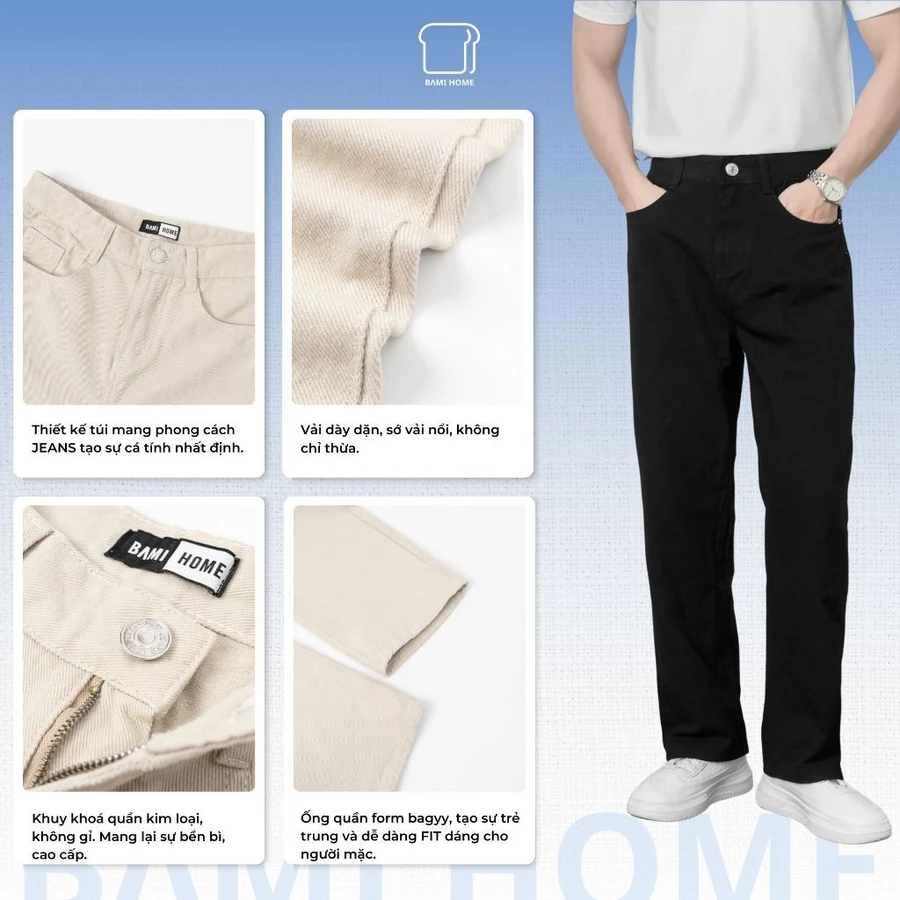 BAMI HOME
BAMI HOME
Thiết kế túi mang phong cách
JEANS tạo sự cá tính nhất định.
Vải dày dặn, sớ vải nổi, không
chỉ thừa.
BAMI HOME
Khuy khoá quần kim loại,
không gỉ. Mang lại sự bền bì,
cao cấp.
Ống quần form bagyy, tạo sự trẻ
trung và dễ dàng FIT dáng cho
người mặc.
BAMI HOME